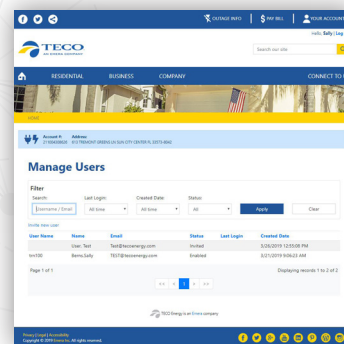 OUTAGE INFO $ PAY BILL YOUR ACCOUNT
Hello, Sally | Log
TECO
AN EMERA COMPANY
Search our site
RESIDENTIAL BUSINESS COMPANY CONNECT TO
HOME
Account #: Address:
Manage Users
Filter
Search: Last Login: Created Date: Status:
Username / Email All time All time All Apply Clear
Invite new user
User Name Name Email Status Last Login Created Date
User, Test Test@tecoenergy.com Invited 5/20/2019 12:55:06 PM
tm100 Berns,Sally TEST@tecoenergy.com Enabled 5/21/2019 9:06:23 AM
Page 1 of 1 Displaying records 1 to 2 of 2
<< < 1 > >>
TECO Energy is an Emera company
Privacy | Legal | Accessibility
Copyright © 2019 Emera Inc. All rights reserved.